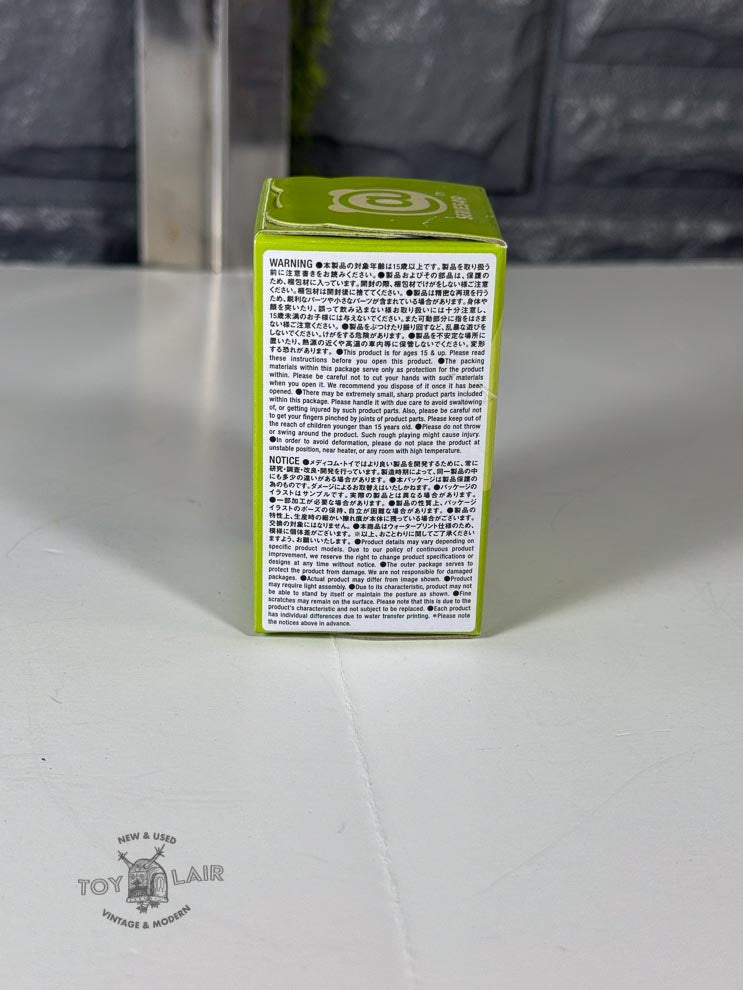 @
SERIES 49
WARNING ●本製品の対象年齢は15歳以上です。製品を取り扱う
前に注意書きをお読みください。●製品およびその部品は、保護の
ため、梱包材に入っています。開封の際、梱包材でけがをしない様ご注意
ください。梱包材は開封後に捨ててください。●製品は精密な再現を行う
ため、鋭利なパーツや小さなパーツが含まれている場合があります。身体や
顔を突いたり、誤って飲み込まない様お取り扱いには十分注意し、
15歳未満のお子様には与えないでください。また可動部分に指をはさま
ない様ご注意ください。●製品をぶつけたり振り回すなど、乱暴な遊びを
しないでください。けがをする危険があります。●製品を不安定な場所に
置いたり、熱源の近くや高温の車内等に保管しないでください。変形
する恐れがあります。●This product is for ages 15 & up. Please read
these instructions before you open this product. ●The packing
materials within this package serve only as protection for the product
within. Please be careful not to cut your hands with such materials
when you open it. We recommend you dispose of it once it has been
opened. ●There may be extremely small, sharp product parts included
within this package. Please handle it with due care to avoid swallowing
of, or getting injured by such product parts. Also, please be careful not
to get your fingers pinched by joints of product parts. Please keep out of
the reach of children younger than 15 years old. ●Please do not throw
or swing around the product. Such rough playing might cause injury.
●In order to avoid deformation, please do not place the product at
unstable position, near heater, or any room with high temperature.
NOTICE ●メディコム・トイではより良い製品を開発するために、常に
研究・調査・改良・開発を行っています。製造時期によって、同一製品の中
にも多少の違いがある場合があります。●本パッケージは製品保護の
為のものです。ダメージによるお取替えはいたしかねます。●パッケージの
イラストはサンプルです。実際の製品とは異なる場合があります。
●一部加工が必要な場合があります。●製品の性質上、パッケージ
イラストのポーズの保持、自立が困難な場合があります。●製品の
特性上、生産時の細かい擦れ痕が本体に残っている場合がございます。
交換の対象にはなりません。●本商品はウォータープリント仕様のため、
模様に個体差がございます。※以上、おことわりに関してご了承ください
ますよう、お願いいたします。●Product details may vary depending on
specific product models. Due to our policy of continuous product
improvement, we reserve the right to change product specifications or
designs at any time without notice. ●The outer package serves to
protect the product from damage. We are not responsible for damaged
packages. ●Actual product may differ from image shown. ●Product
may require light assembly. ●Due to its characteristic, product may not
be able to stand by itself or maintain the posture as shown. ●Fine
scratches may remain on the surface. Please note that this is due to the
product's characteristic and not subject to be replaced. ●Each product
has individual differences due to water transfer printing. ※Please note
the notices above in advance.
NEW & USED
TOY LAIR
VINTAGE & MODERN